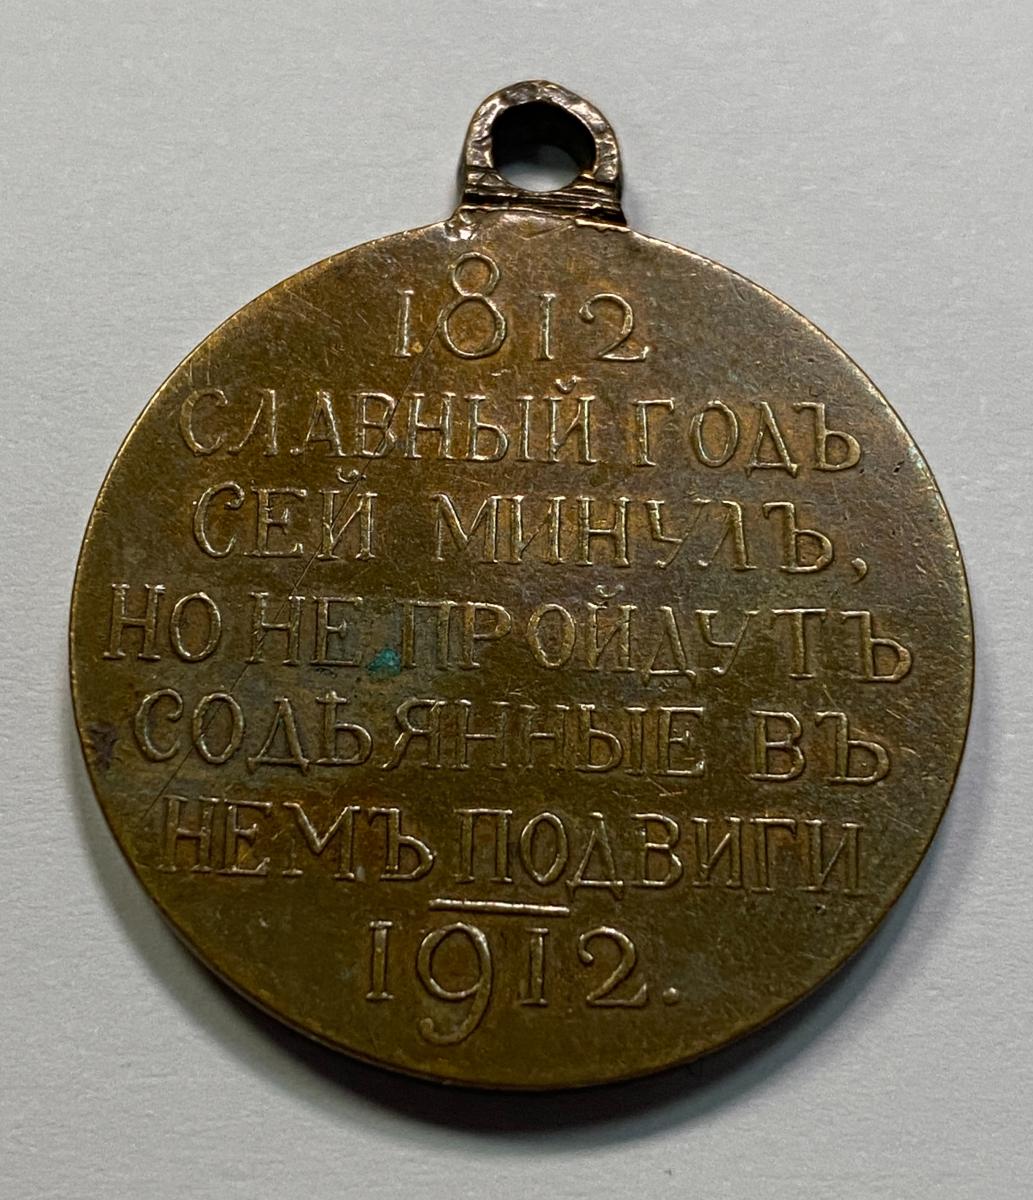 1812
СЛАВНЫЙ ГОДЪ
СЕЙ МИНУЛЪ,
НО НЕ ПРОЙДУТЪ
СОДѢЯННЫЕ ВЪ
НЕМЪ ПОДВИГИ
1912.